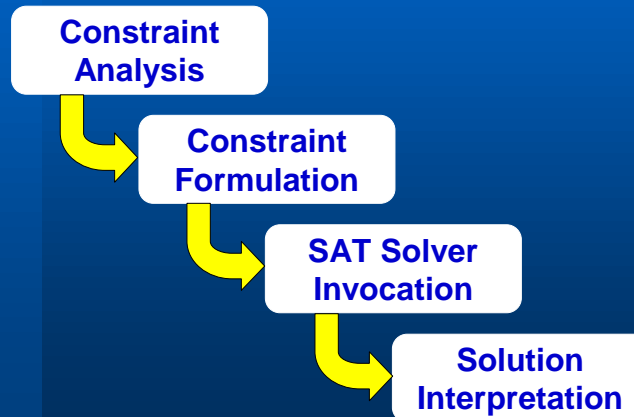 Constraint
Analysis
Constraint
Formulation
SAT Solver
Invocation
Solution
Interpretation